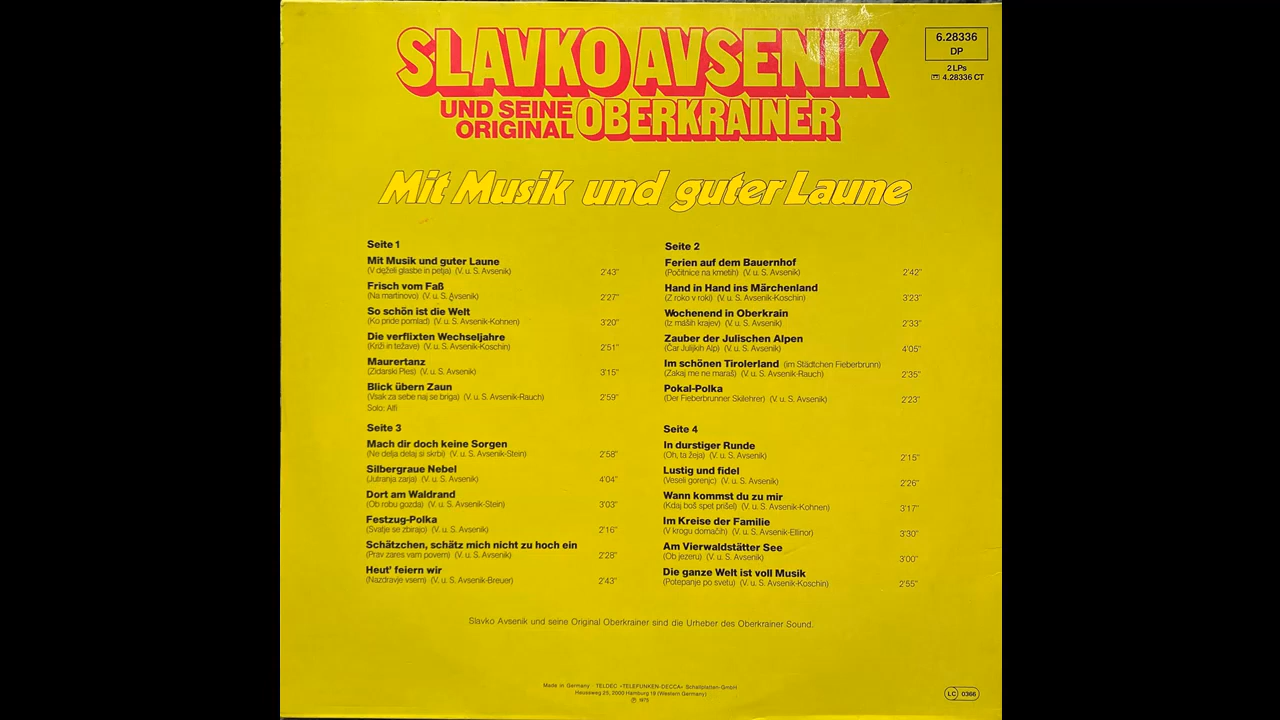 SLAVKO AVSENIK
UND SEINE
ORIGINAL OBERKRAINER
6.28336
DP
2 LPs
4.28336 CT
Mit Musik und guter Laune
Seite 1
Mit Musik und guter Laune
(V deželi glasbe in petja) (V. u. S. Avsenik) 2'43"
Frisch vom Faß
(Na martinovo) (V. u. S. Avsenik) 2'27"
So schön ist die Welt
(Ko pride pomlad) (V. u. S. Avsenik-Kohnen) 3'20"
Die verflixten Wechseljahre
(Križi in težave) (V. u. S. Avsenik-Koschin) 2'51"
Maurertanz
(Zidarski Ples) (V. u. S. Avsenik) 3'15"
Blick übern Zaun
(Vsak za sebe naj se briga) (V. u. S. Avsenik-Rauch) 2'59"
Solo: Alfi
Seite 2
Ferien auf dem Bauernhof
(Počitnice na kmetih) (V. u. S. Avsenik) 2'42"
Hand in Hand ins Märchenland
(Z roko v roki) (V. u. S. Avsenik-Koschin) 3'23"
Wochenend in Oberkrain
(Iz máših krajev) (V. u. S. Avsenik) 2'33"
Zauber der Julischen Alpen
(Čar Julijkih Alp) (V. u. S. Avsenik) 4'05"
Im schönen Tirolerland (im Städtchen Fieberbrunn)
(Zakaj me ne maraš) (V. u. S. Avsenik-Rauch) 2'35"
Pokal-Polka
(Der Fieberbrunner Skilehrer) (V. u. S. Avsenik) 2'23"
Seite 3
Mach dir doch keine Sorgen
(Ne delja delaj si skrbi) (V. u. S. Avsenik-Stein) 2'58"
Silbergraue Nebel
(Jutranja zarja) (V. u. S. Avsenik) 4'04"
Dort am Waldrand
(Ob robu gozda) (V. u. S. Avsenik-Stein) 3'03"
Festzug-Polka
(Svatje se zbirajo) (V. u. S. Avsenik) 2'16"
Schätzchen, schätz mich nicht zu hoch ein
(Prav zares vam povem) (V. u. S. Avsenik) 2'28"
Heut' feiern wir
(Nazdravje vsem) (V. u. S. Avsenik-Breuer) 2'43"
Seite 4
In durstiger Runde
(Oh, ta žeja) (V. u. S. Avsenik) 2'15"
Lustig und fidel
(Veseli gorenjc) (V. u. S. Avsenik) 2'26"
Wann kommst du zu mir
(Kdaj boš spet prišel) (V. u. S. Avsenik-Kohnen) 3'17"
Im Kreise der Familie
(V krogu domačih) (V. u. S. Avsenik-Ellinor) 3'30"
Am Vierwaldstätter See
(Ob jezeru) (V. u. S. Avsenik) 3'00"
Die ganze Welt ist voll Musik
(Potepanje po svetu) (V. u. S. Avsenik-Koschin) 2'55"
Slavko Avsenik und seine Original Oberkrainer sind die Urheber des Oberkrainer Sound.
Made in Germany · TELDEC »TELEFUNKEN-DECCA« Schallplatten-GmbH
Heussweg 25, 2000 Hamburg 19 (Western Germany)
Ⓟ 1975
LC 0366